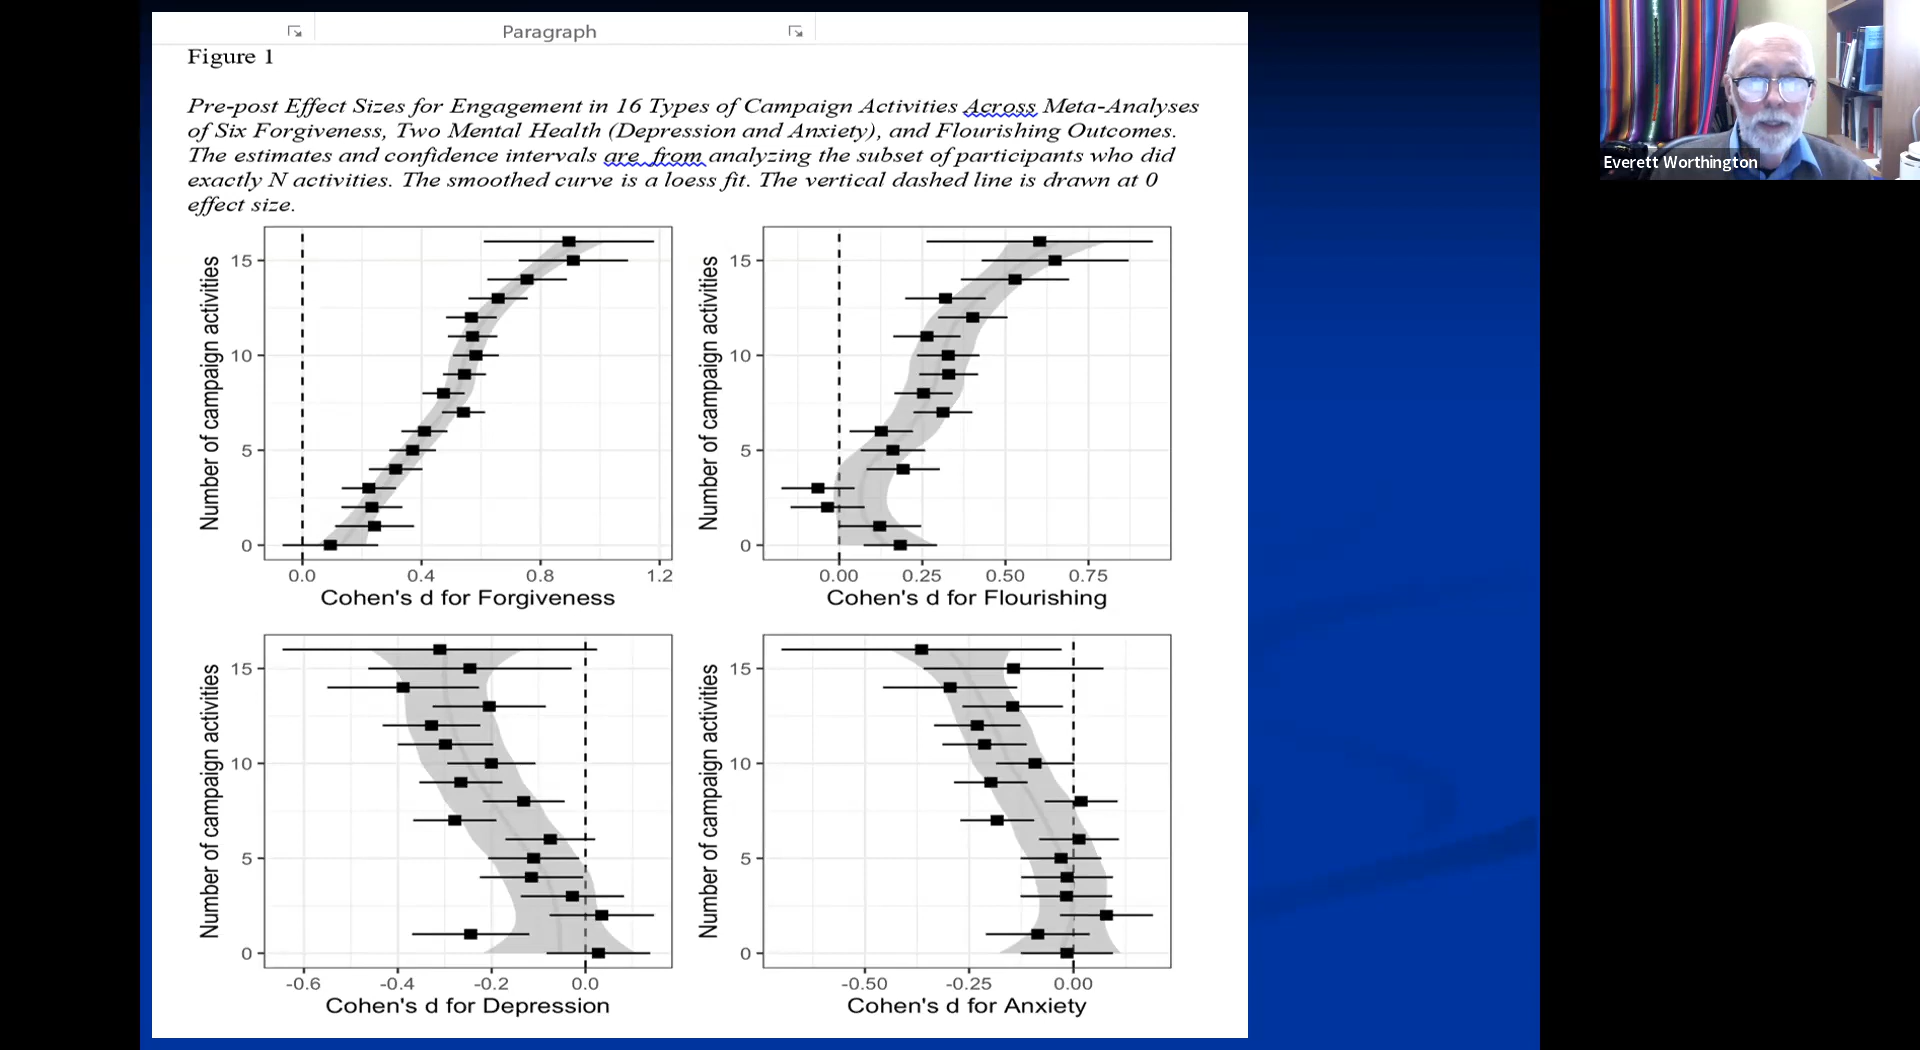 Paragraph
Figure 1
Pre-post Effect Sizes for Engagement in 16 Types of Campaign Activities Across Meta-Analyses
of Six Forgiveness, Two Mental Health (Depression and Anxiety), and Flourishing Outcomes.
The estimates and confidence intervals are from analyzing the subset of participants who did
exactly N activities. The smoothed curve is a loess fit. The vertical dashed line is drawn at 0
effect size.
Number of campaign activities
15
10
5
0
0.0 0.4 0.8 1.2
Cohen's d for Forgiveness
Number of campaign activities
15
10
5
0
0.00 0.25 0.50 0.75
Cohen's d for Flourishing
Number of campaign activities
15
10
5
0
-0.6 -0.4 -0.2 0.0
Cohen's d for Depression
Number of campaign activities
15
10
5
0
-0.50 -0.25 0.00
Cohen's d for Anxiety
Everett Worthington